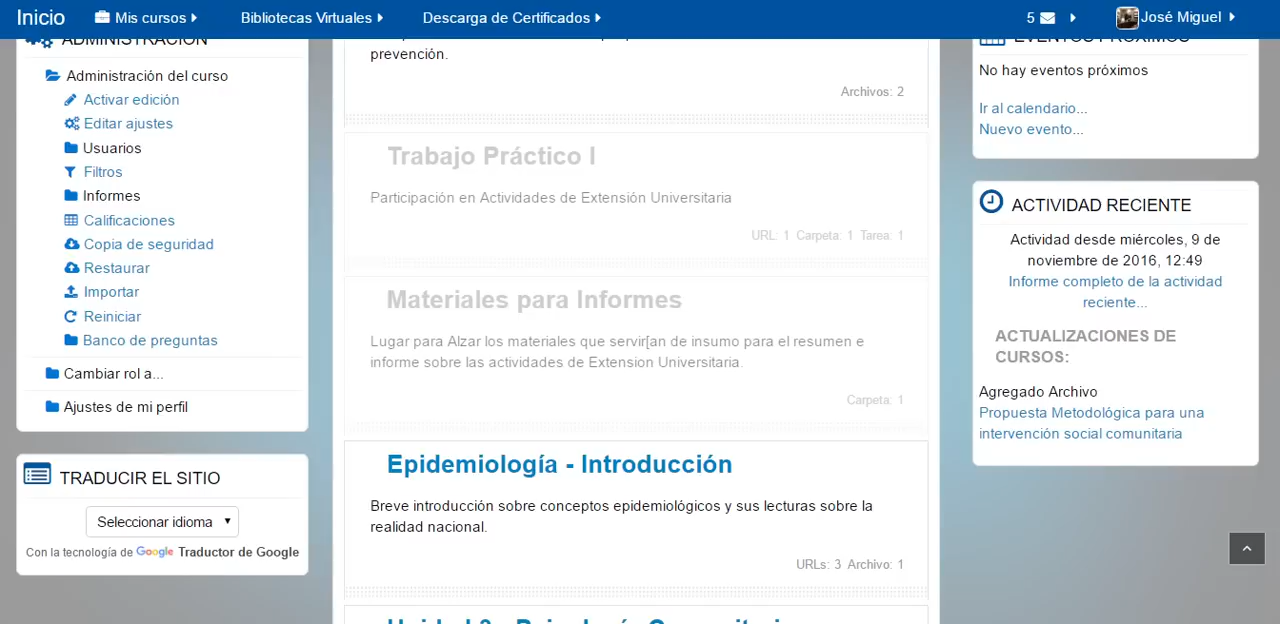 Inicio
Mis cursos
Bibliotecas Virtuales
Descarga de Certificados
5
José Miguel
ADMINISTRACIÓN
Administración del curso
Activar edición
Editar ajustes
Usuarios
Filtros
Informes
Calificaciones
Copia de seguridad
Restaurar
Importar
Reiniciar
Banco de preguntas
Cambiar rol a...
Ajustes de mi perfil
TRADUCIR EL SITIO
Seleccionar idioma
Con la tecnología de Google Traductor de Google
prevención.
Archivos: 2
Trabajo Práctico I
Participación en Actividades de Extensión Universitaria
URL: 1 Carpeta: 1 Tarea: 1
Materiales para Informes
Lugar para Alzar los materiales que servir[an de insumo para el resumen e
informe sobre las actividades de Extension Universitaria.
Carpeta: 1
Epidemiología - Introducción
Breve introducción sobre conceptos epidemiológicos y sus lecturas sobre la
realidad nacional.
URLs: 3 Archivo: 1
EVENTOS PRÓXIMOS
No hay eventos próximos
Ir al calendario...
Nuevo evento...
ACTIVIDAD RECIENTE
Actividad desde miércoles, 9 de
noviembre de 2016, 12:49
Informe completo de la actividad
reciente...
ACTUALIZACIONES DE
CURSOS:
Agregado Archivo
Propuesta Metodológica para una
intervención social comunitaria